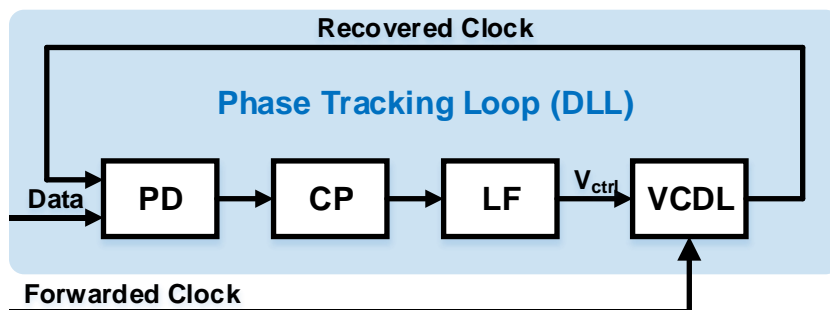 Recovered Clock
Phase Tracking Loop (DLL)
Data
PD
CP
LF
Vctrl
VCDL
Forwarded Clock